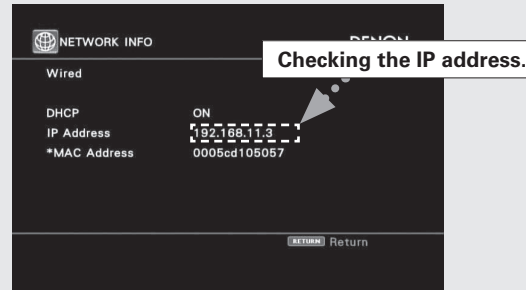 NETWORK INFO
DENON
Checking the IP address.
Wired
DHCP ON
IP Address 192.168.11.3
*MAC Address 0005cd105057
RETURN Return